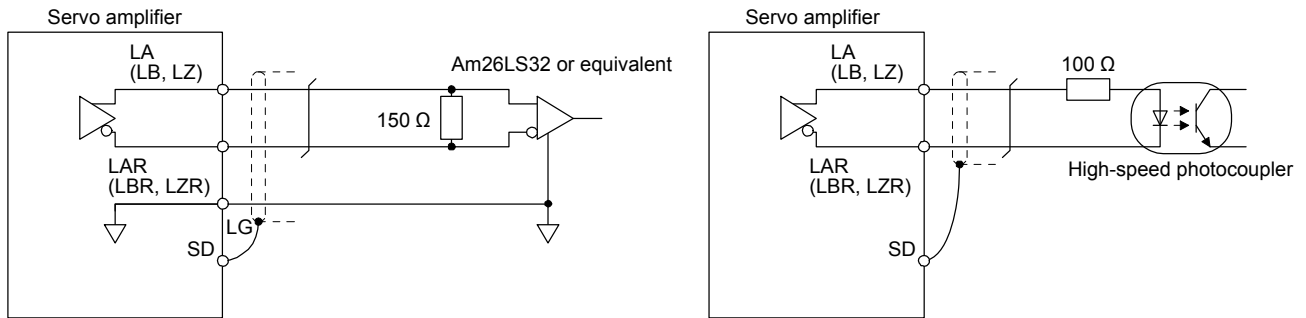 Servo amplifier
LA
(LB, LZ)
Am26LS32 or equivalent
150 Ω
LAR
(LBR, LZR)
LG
SD
Servo amplifier
LA
(LB, LZ)
100 Ω
LAR
(LBR, LZR)
High-speed photocoupler
SD